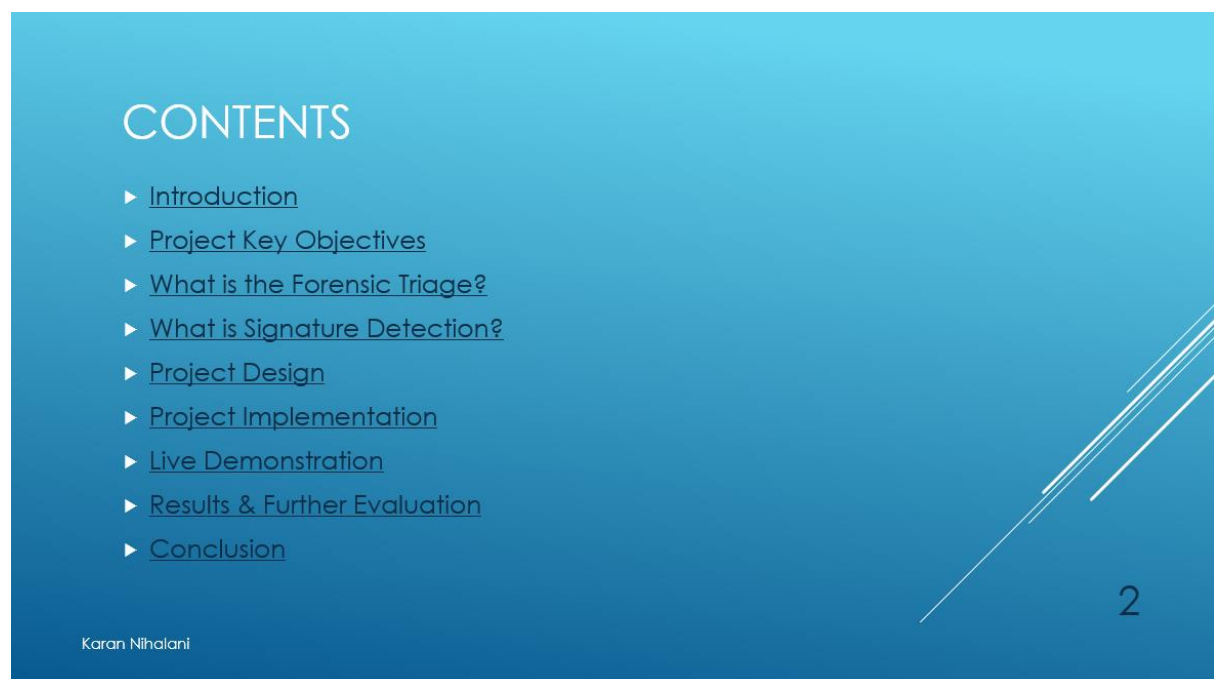 CONTENTS
Introduction
Project Key Objectives
What is the Forensic Triage?
What is Signature Detection?
Project Design
Project Implementation
Live Demonstration
Results & Further Evaluation
Conclusion
2
Karan Nihalani